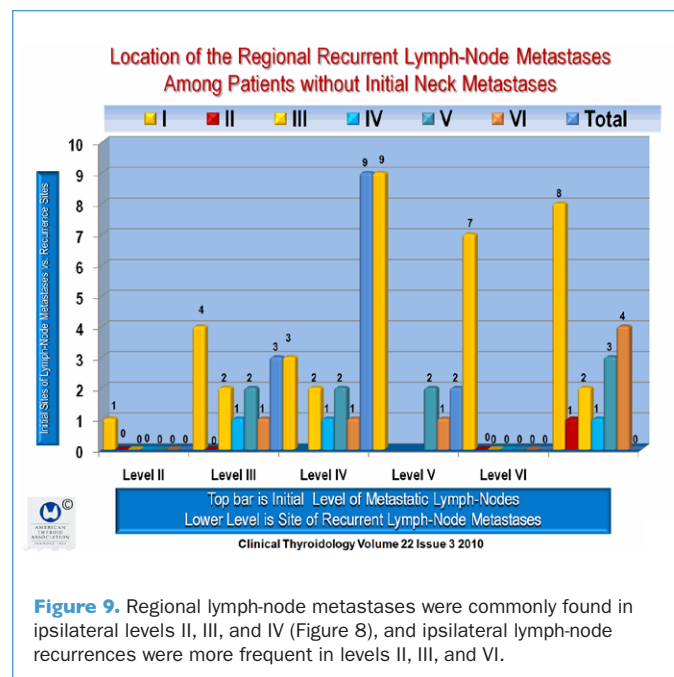 Location of the Regional Recurrent Lymph-Node Metastases
Among Patients without Initial Neck Metastases
I II III IV V VI Total
Initial Sites of Lymph-Node Metastases vs. Recurrence Sites
10
9
8
7
6
5
4
3
2
1
0
1 0 0 0 0 0 0
4 0 2 1 2 1 3
3 2 1 2 1 9
9 2 1 2
7 0 0 0 0 0 0
8 1 2 1 3 4 0
Level II Level III Level IV Level V Level VI
Top bar is Initial Level of Metastatic Lymph-Nodes
Lower Level is Site of Recurrent Lymph-Node Metastases
©
AMERICAN
THYROID
ASSOCIATION
Clinical Thyroidology Volume 22 Issue 3 2010
Figure 9. Regional lymph-node metastases were commonly found in
ipsilateral levels II, III, and IV (Figure 8), and ipsilateral lymph-node
recurrences were more frequent in levels II, III, and VI.